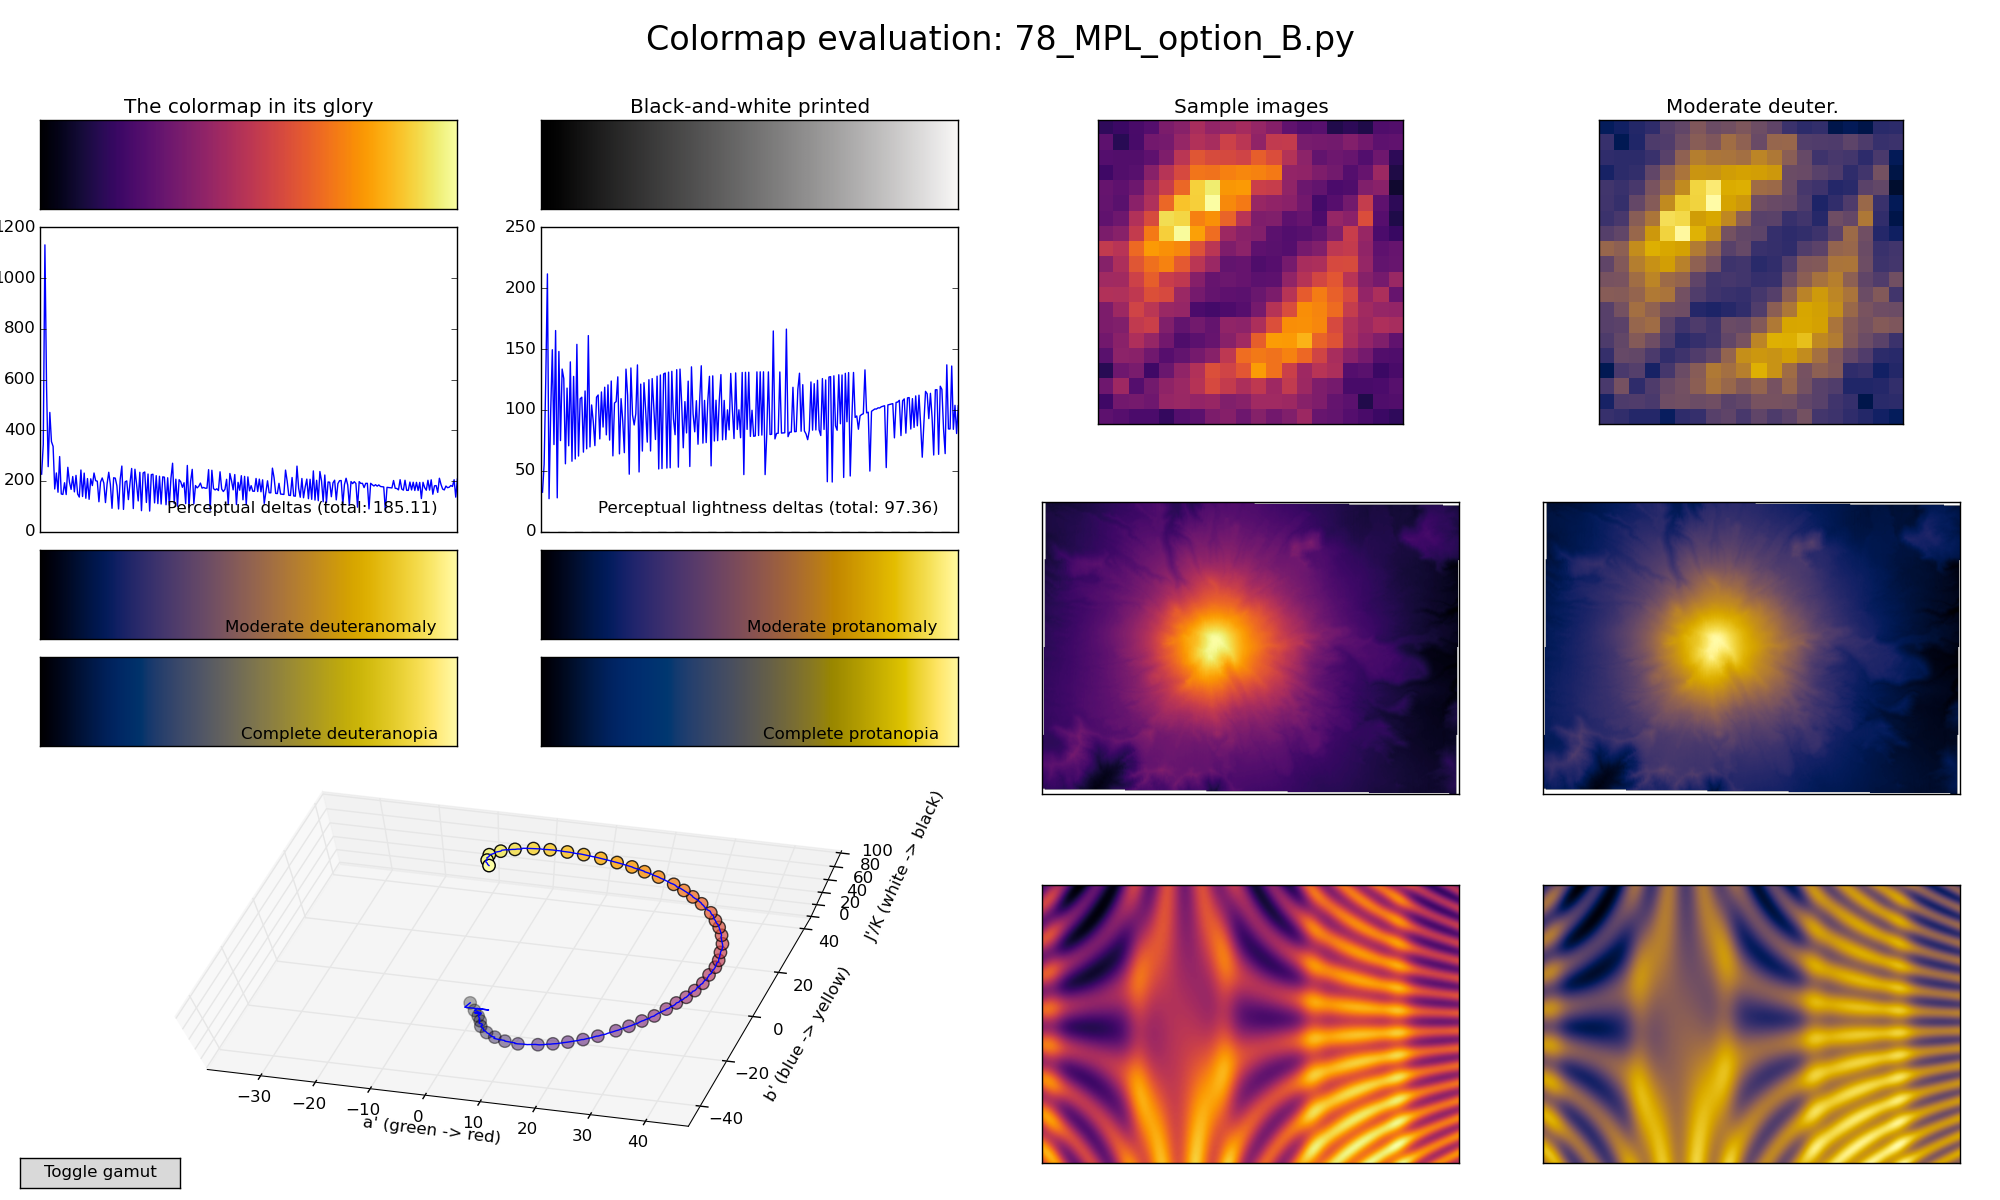 Colormap evaluation: 78_MPL_option_B.py
The colormap in its glory
Black-and-white printed
Sample images
Moderate deuter.
1200
1000
800
600
400
200
0
Perceptual deltas (total: 185.11)
250
200
150
100
50
0
Perceptual lightness deltas (total: 97.36)
Moderate deuteranomaly
Moderate protanomaly
Complete deuteranopia
Complete protanopia
100
80
60
40
20
0
J'/K (white -> black)
40
20
0
−20
−40
b' (blue -> yellow)
−30
−20
−10
0
10
20
30
40
a' (green -> red)
Toggle gamut